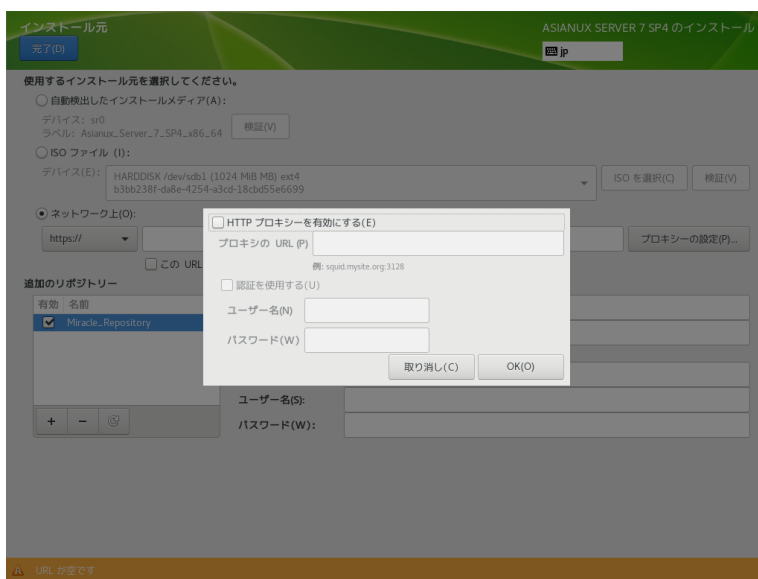 インストール元
ASIANUX SERVER 7 SP4 のインストール
完了(D)
jp
使用するインストール元を選択してください。
自動検出したインストールメディア(A):
デバイス: sr0
ラベル: Asianux_Server_7_SP4_x86_64
検証(V)
ISO ファイル (I):
デバイス(E):
HARDDISK /dev/sdb1 (1024 MiB MB) ext4
b3bb238f-da8e-4254-a3cd-18cbd55e6699
ISO を選択(C)
検証(V)
ネットワーク上(O):
https://
プロキシーの設定(P)...
この URL
HTTP プロキシーを有効にする(E)
プロキシの URL (P)
例: squid.mysite.org:3128
認証を使用する(U)
ユーザー名(N)
パスワード(W)
取り消し(C)
OK(O)
追加のリポジトリー
有効 名前
Miracle_Repository
ユーザー名(S):
パスワード(W):
URL が空です